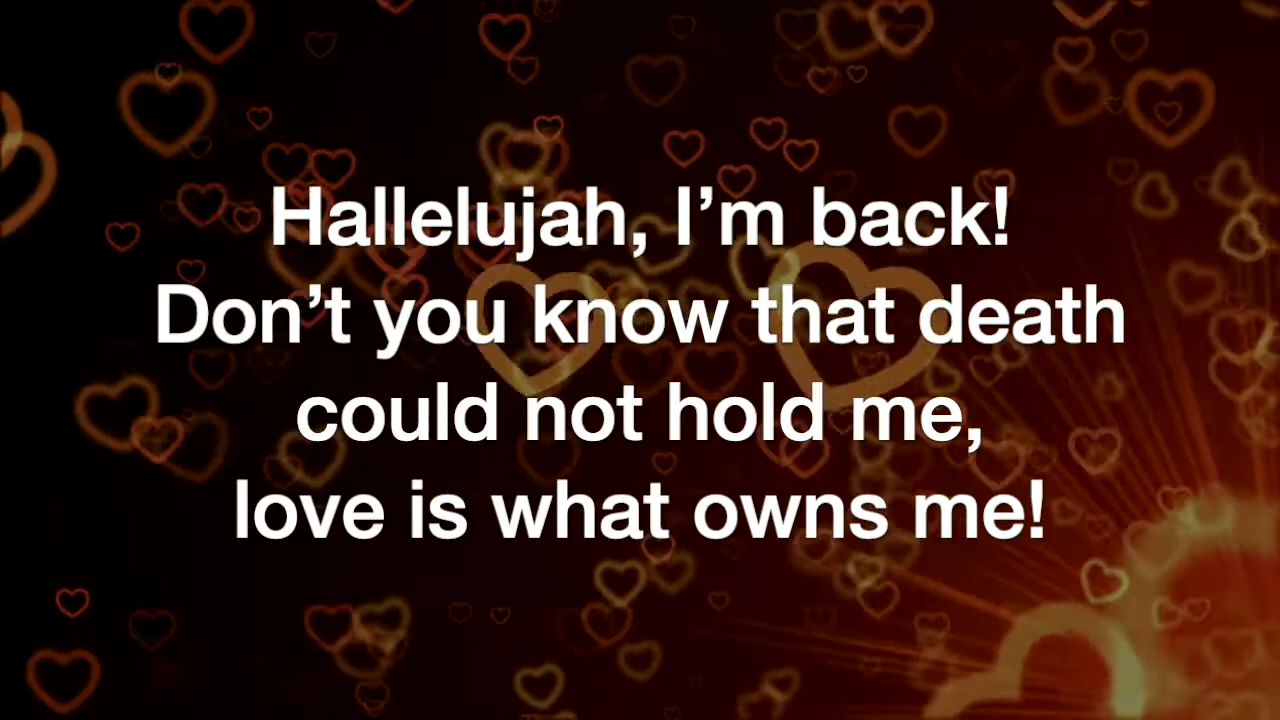 Hallelujah, I’m back!
Don’t you know that death
could not hold me,
love is what owns me!